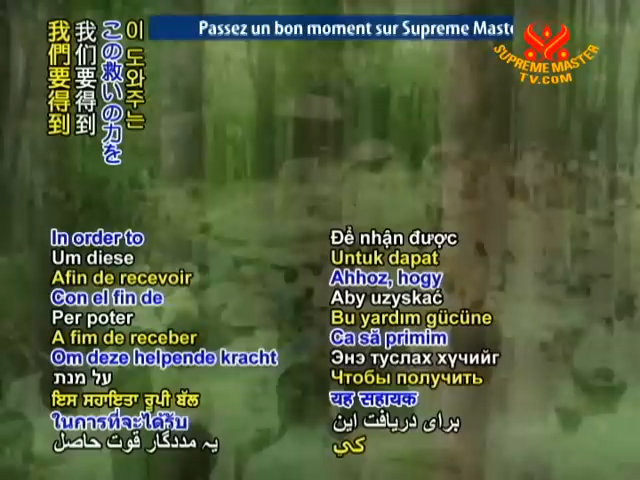 Passez un bon moment sur Supreme Maste
SUPREME MASTER
TV.COM
我們要得到
我们要得到
この救いの力を
이 도와주는
In order to
Um diese
Afin de recevoir
Con el fin de
Per poter
A fim de receber
Om deze helpende kracht
על מנת
ਇਸ ਸਹਾਇਤਾ ਰੂਪੀ ਬੱਲ
ในการที่จะได้รับ
یہ مددگار قوت حاصل
Để nhận được
Untuk dapat
Ahhoz, hogy
Aby uzyskać
Bu yardım gücüne
Ca să primim
Энэ туслах хүчийг
Чтобы получить
यह सहायक
برای دریافت این
كي